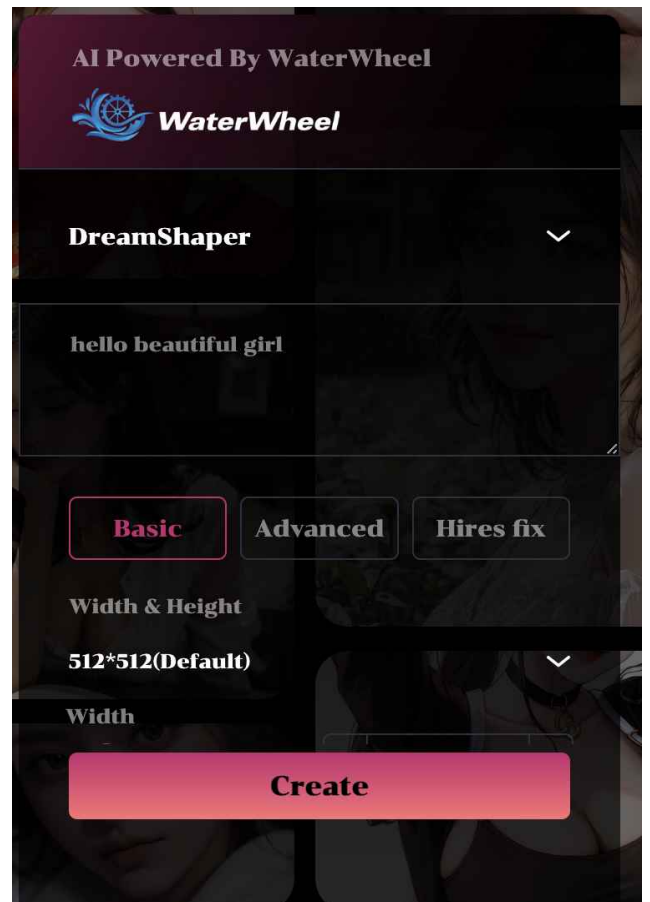 AI Powered By WaterWheel
WaterWheel
DreamShaper
hello beautiful girl
Basic Advanced Hires fix
Width & Height
512*512(Default)
Width
Create